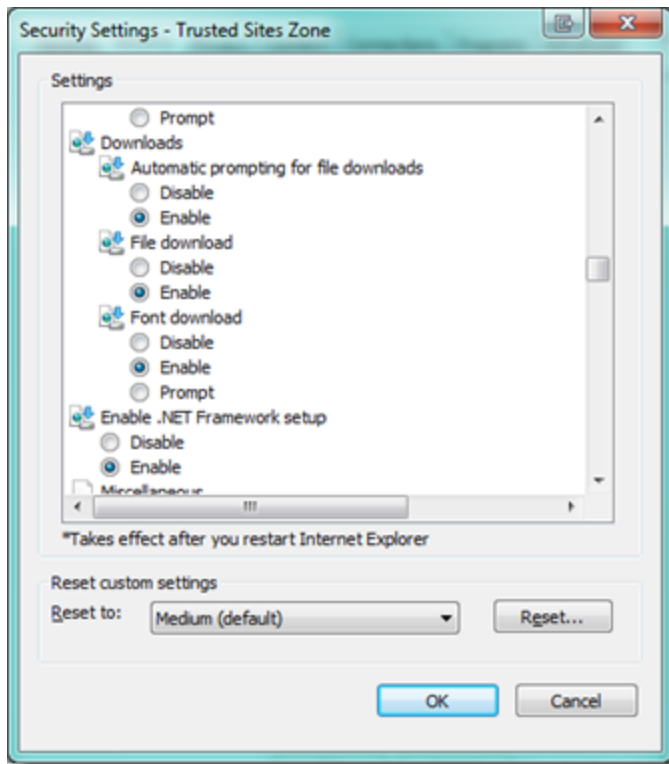 Security Settings - Trusted Sites Zone
Settings
Prompt
Downloads
Automatic prompting for file downloads
Disable
Enable
File download
Disable
Enable
Font download
Disable
Enable
Prompt
Enable .NET Framework setup
Disable
Enable
Miscellaneous
*Takes effect after you restart Internet Explorer
Reset custom settings
Reset to: Medium (default) Reset...
OK Cancel